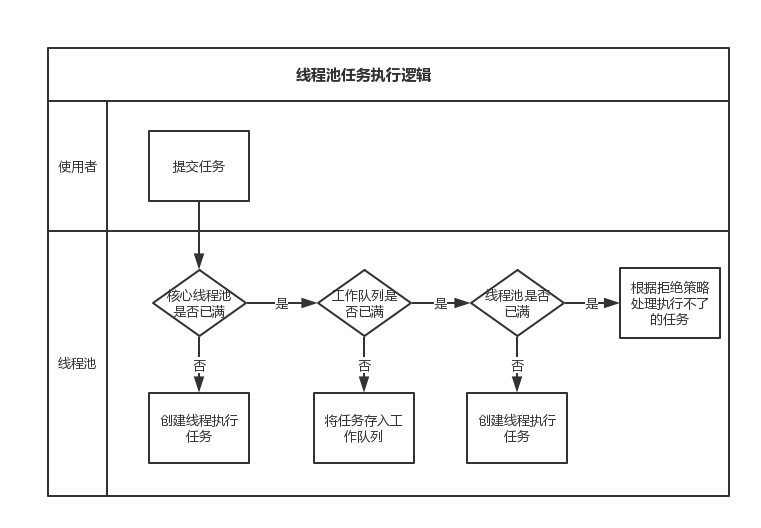 线程池任务执行逻辑
使用者
提交任务
核心线程池
是否已满
是
工作队列是
否已满
是
线程池是否
已满
是
根据拒绝策略
处理执行不了
的任务
线程池
否
否
否
创建线程执行
任务
将任务存入工
作队列
创建线程执行
任务